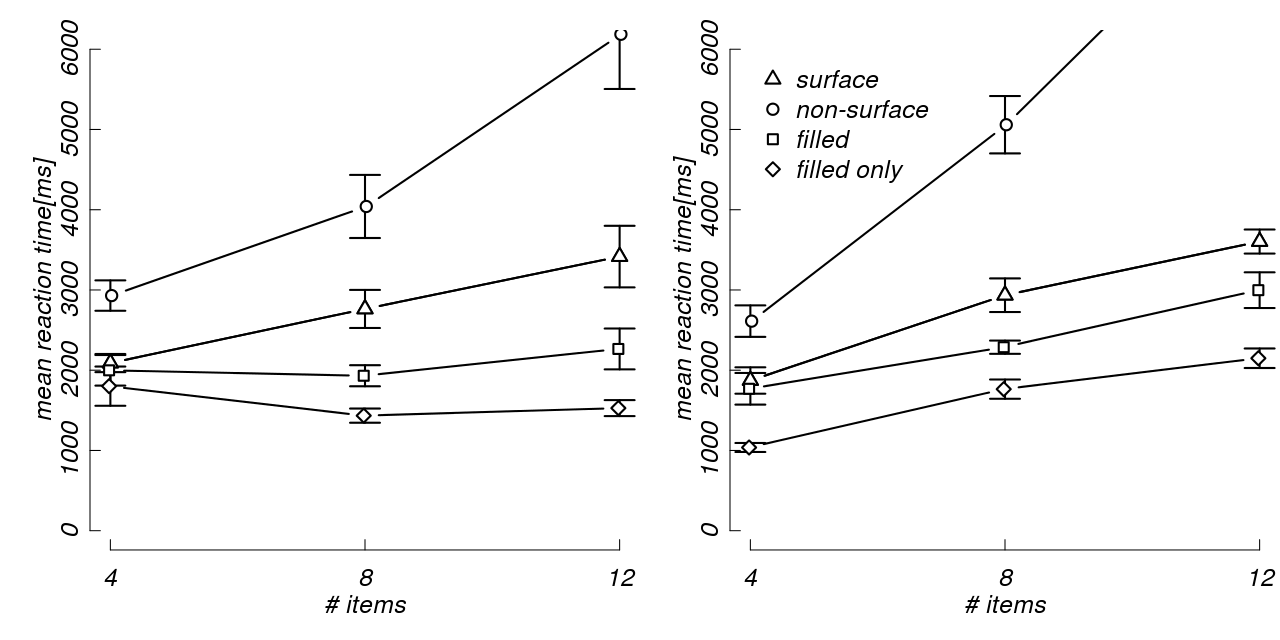 mean reaction time[ms]
6000
5000
4000
3000
2000
1000
0
4 8 12
# items
mean reaction time[ms]
6000
5000
4000
3000
2000
1000
0
surface
non-surface
filled
filled only
4 8 12
# items